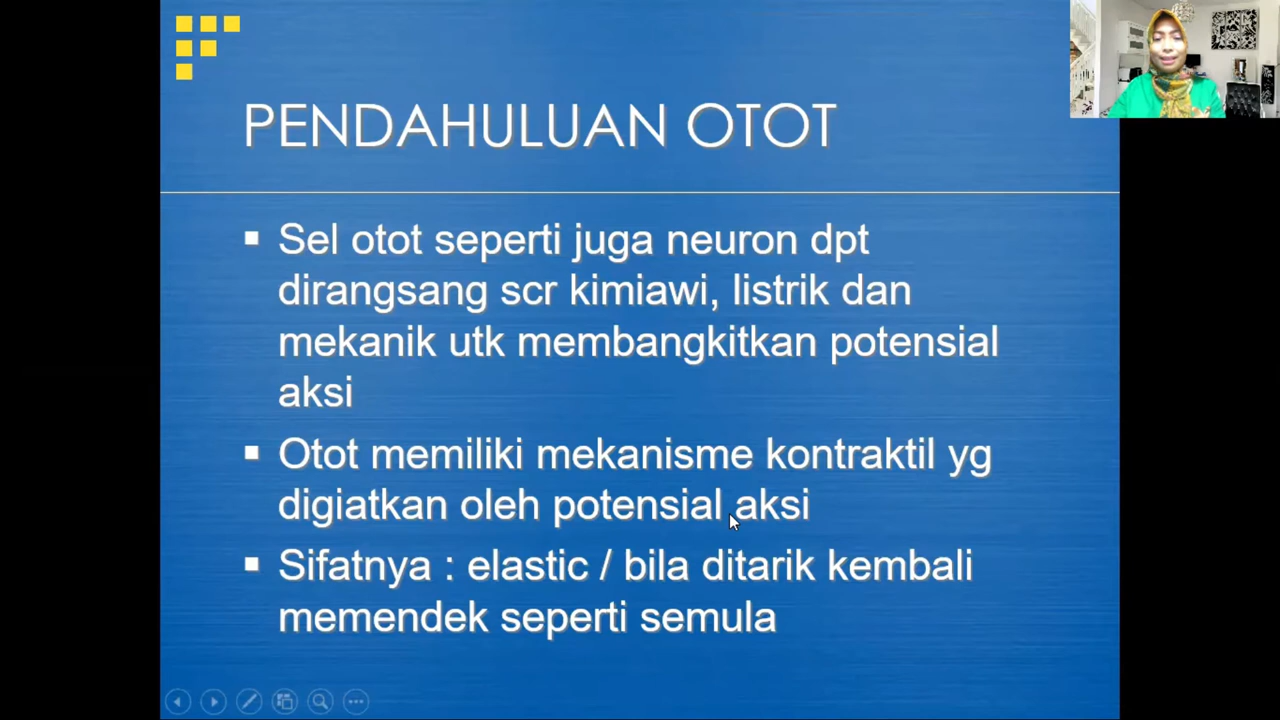 PENDAHULUAN OTOT
Sel otot seperti juga neuron dpt
dirangsang scr kimiawi, listrik dan
mekanik utk membangkitkan potensial
aksi
Otot memiliki mekanisme kontraktil yg
digiatkan oleh potensial aksi
Sifatnya : elastic / bila ditarik kembali
memendek seperti semula